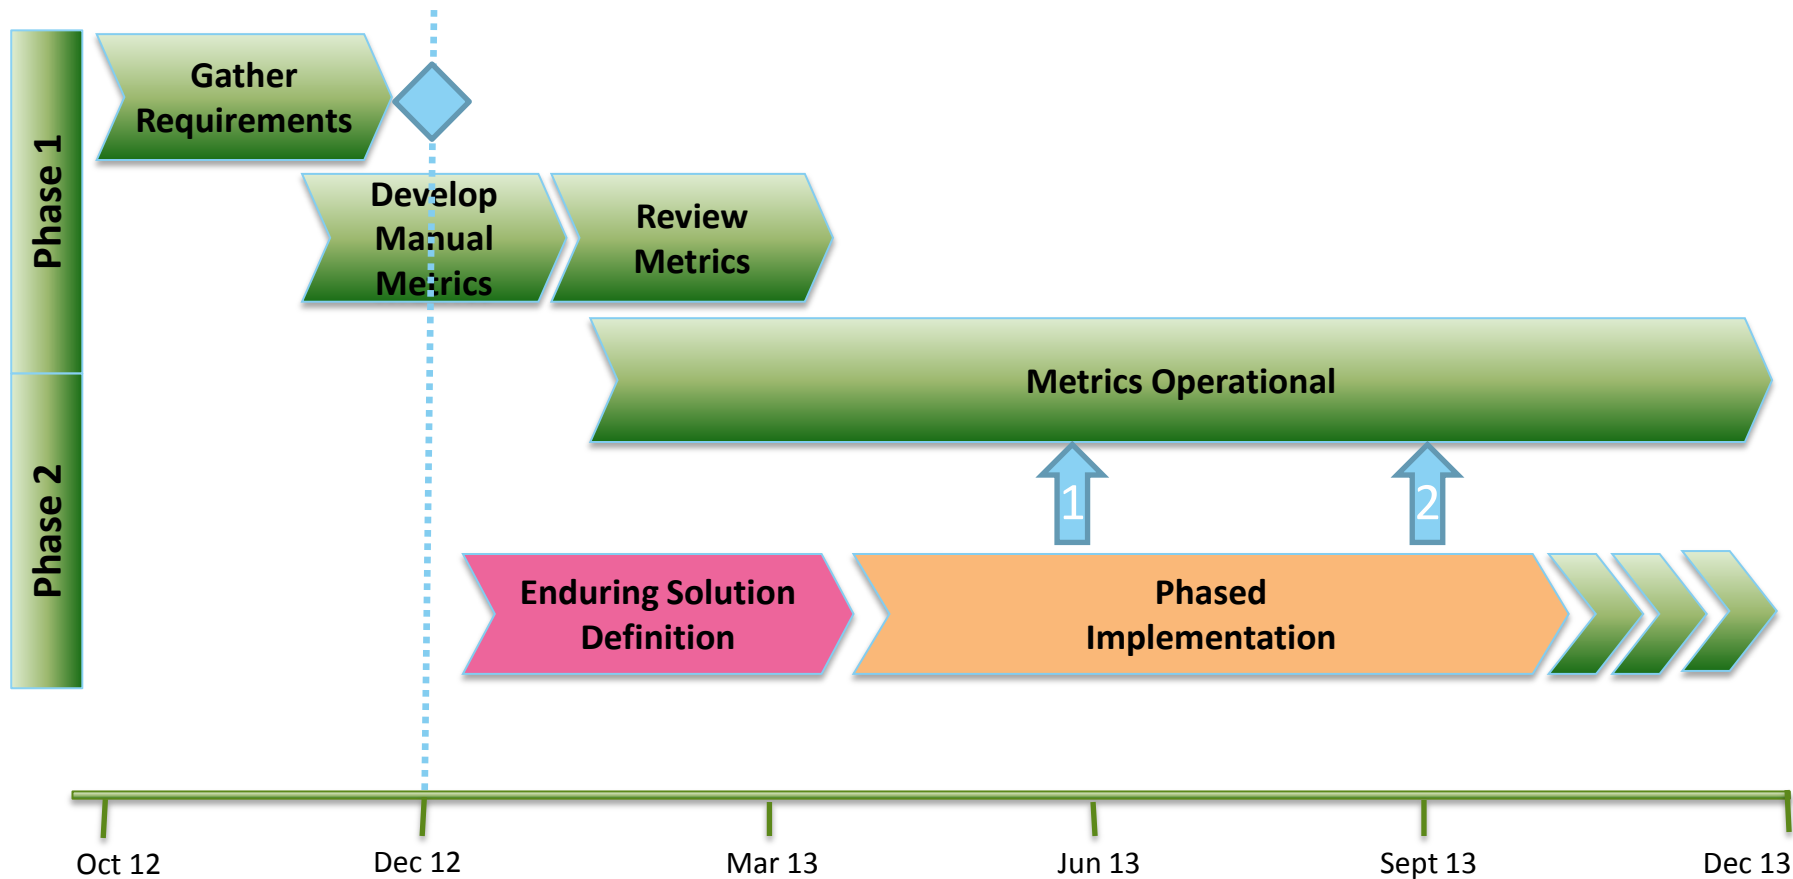 Phase 1
Gather
Requirements
Develop
Manual
Metrics
Review
Metrics
Metrics Operational
Phase 2
1
2
Enduring Solution
Definition
Phased
Implementation
Oct 12
Dec 12
Mar 13
Jun 13
Sept 13
Dec 13